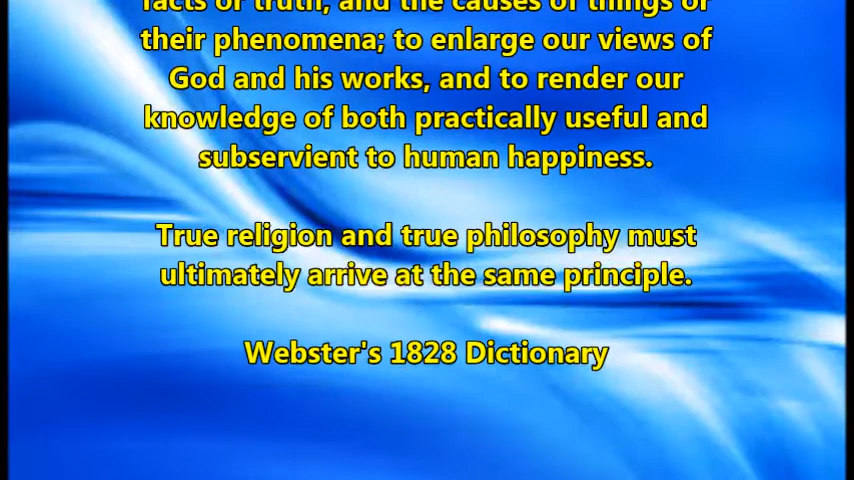 facts or truth, and the causes of things or
their phenomena; to enlarge our views of
God and his works, and to render our
knowledge of both practically useful and
subservient to human happiness.
True religion and true philosophy must
ultimately arrive at the same principle.
Webster's 1828 Dictionary